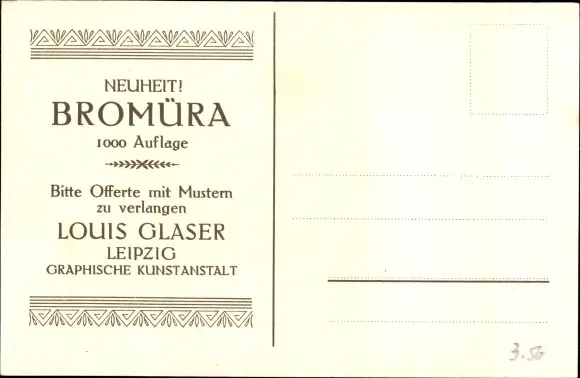 NEUHEIT!
BROMÜRA
1000 Auflage
Bitte Offerte mit Mustern
zu verlangen
LOUIS GLASER
LEIPZIG
GRAPHISCHE KUNSTANSTALT
3.50